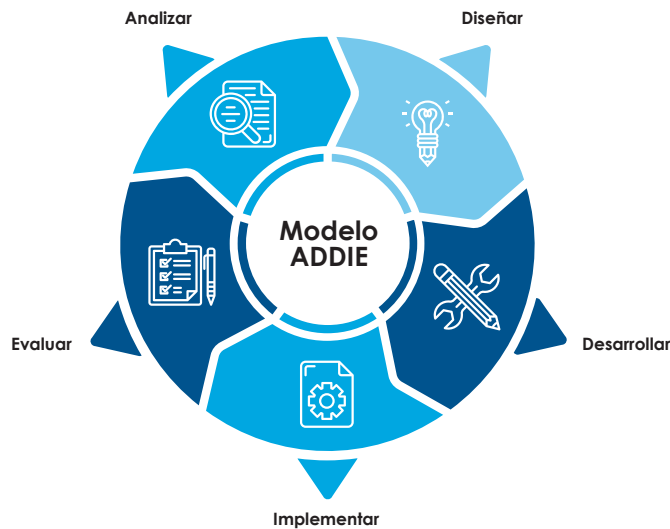 Analizar
Diseñar
Modelo
ADDIE
Evaluar
Desarrollar
Implementar